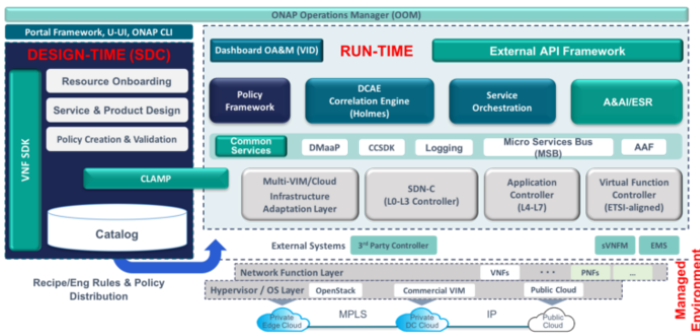 ONAP Operations Manager (OOM)
Portal Framework, U-UI, ONAP CLI
DESIGN-TIME (SDC)
VNF SDK
Resource Onboarding
Service & Product Design
Policy Creation & Validation
CLAMP
Catalog
Recipe/Eng Rules & Policy
Distribution
Dashboard OA&M (VID)
RUN-TIME
External API Framework
Policy
Framework
DCAE
Correlation Engine
(Holmes)
Service
Orchestration
A&AI/ESR
Common
Services
DMaaP
CCSDK
Logging
Micro Services Bus
(MSB)
AAF
Multi-VIM/Cloud
Infrastructure
Adaptation Layer
SDN-C
(L0-L3 Controller)
Application
Controller
(L4-L7)
Virtual Function
Controller
(ETSI-aligned)
External Systems
3rd Party Controller
sVNFM
EMS
Network Function Layer
VNFs
• • •
PNFs
...
Hypervisor / OS Layer
OpenStack
Commercial VIM
Public Cloud
Private
Edge Cloud
MPLS
Private
DC Cloud
IP
Public
Cloud
Managed
Environment